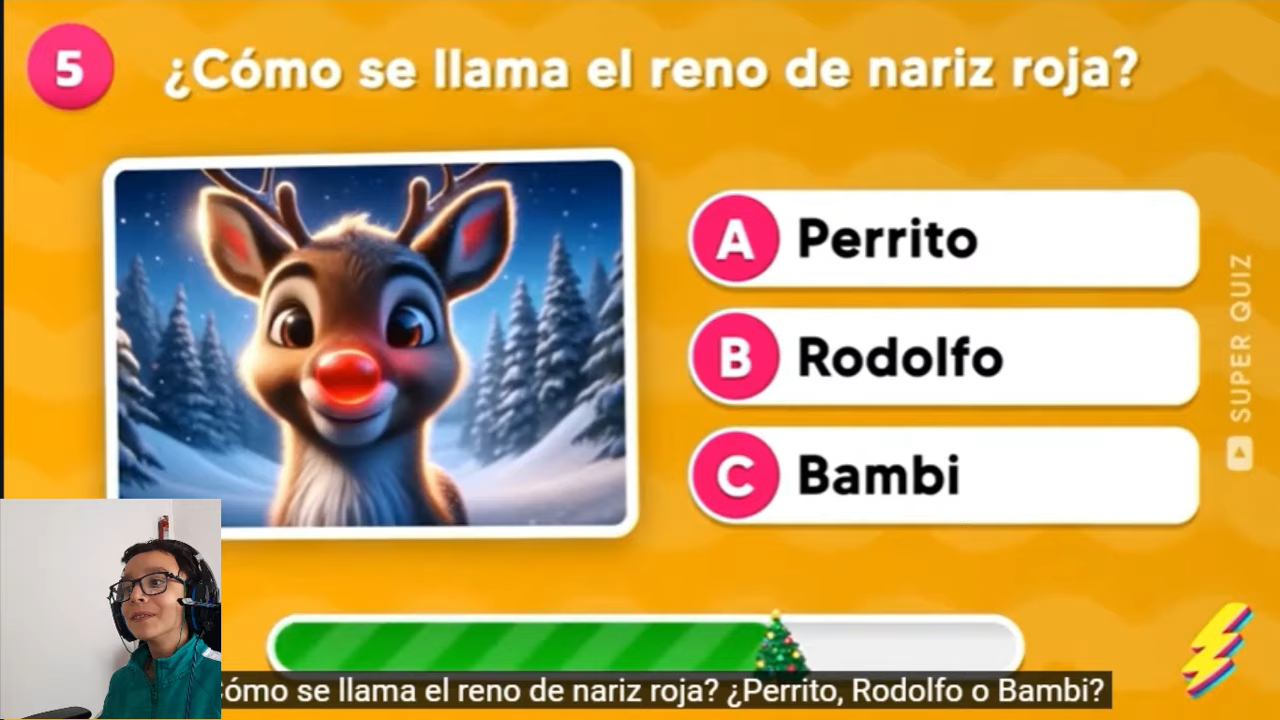 5
¿Cómo se llama el reno de nariz roja?
A Perrito
B Rodolfo
C Bambi
SUPER QUIZ
ómo se llama el reno de nariz roja? ¿Perrito, Rodolfo o Bambi?